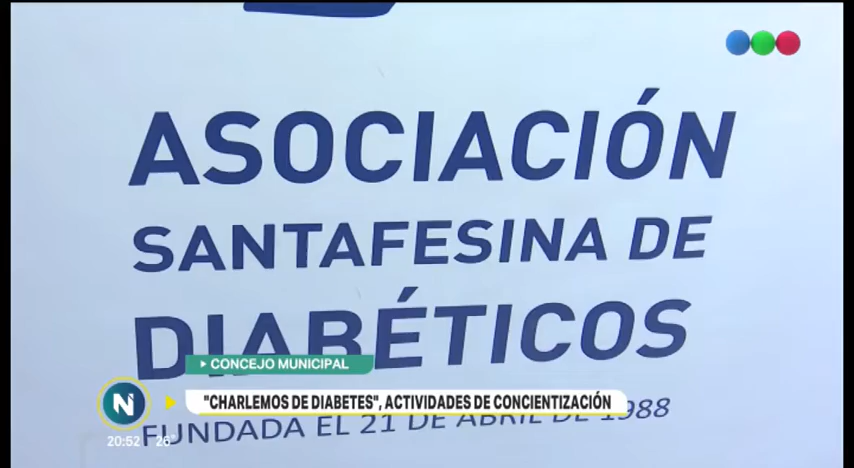 ASOCIACIÓN
SANTAFESINA DE
DIABÉTICOS
CONCEJO MUNICIPAL
N
"CHARLEMOS DE DIABETES", ACTIVIDADES DE CONCIENTIZACIÓN
FUNDADA EL 21 DE ABRIL DE 1988
20:52 26°